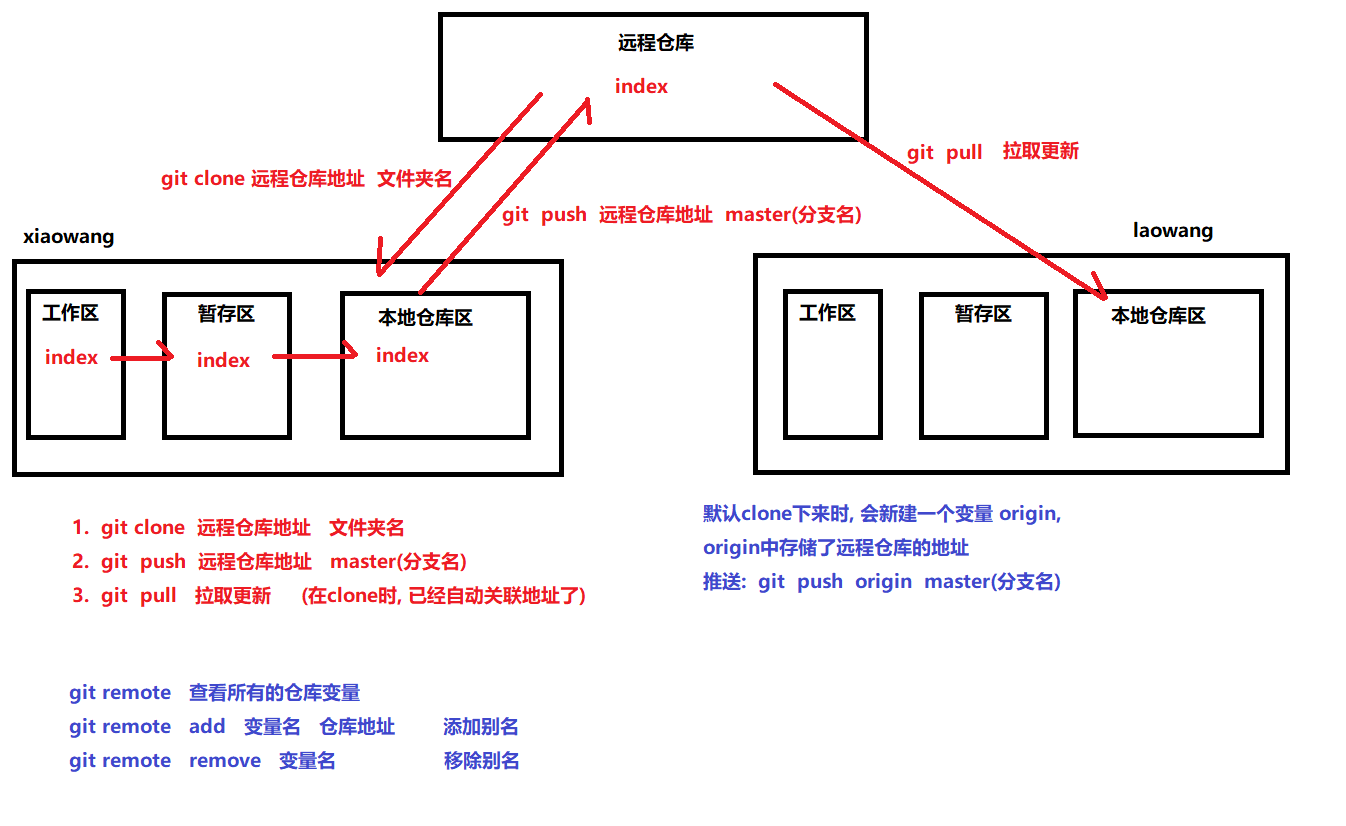 远程仓库
index
git pull 拉取更新
git clone 远程仓库地址 文件夹名
git push 远程仓库地址 master(分支名)
xiaowang
laowang
工作区
暂存区
本地仓库区
index
index
index
工作区
暂存区
本地仓库区
1. git clone 远程仓库地址 文件夹名
2. git push 远程仓库地址 master(分支名)
3. git pull 拉取更新 (在clone时, 已经自动关联地址了)
默认clone下来时, 会新建一个变量 origin,
origin中存储了远程仓库的地址
推送: git push origin master(分支名)
git remote 查看所有的仓库变量
git remote add 变量名 仓库地址 添加别名
git remote remove 变量名 移除别名